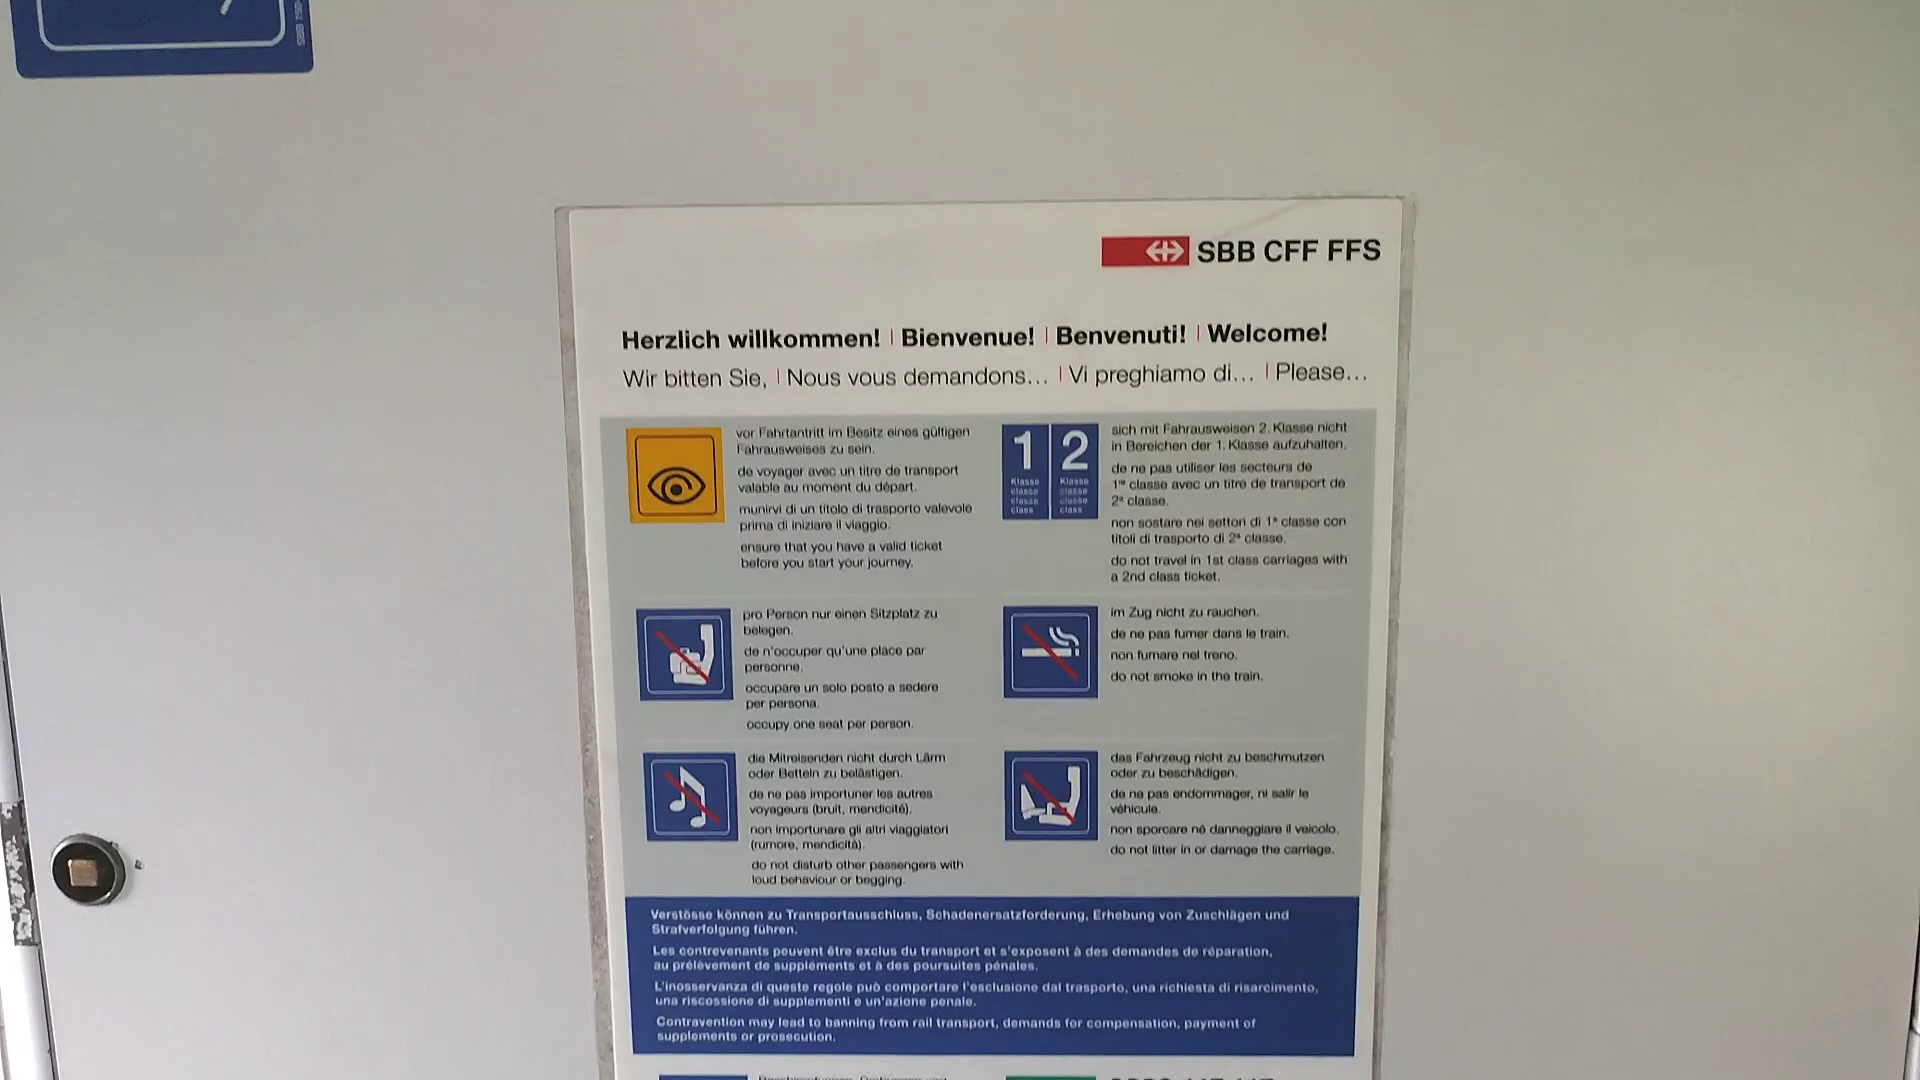 SBB CFF FFS
Herzlich willkommen! | Bienvenue! | Benvenuti! | Welcome!
Wir bitten Sie, | Nous vous demandons... | Vi preghiamo di... | Please...
vor Fahrtantritt im Besitz eines gültigen
Fahrausweises zu sein.
de voyager avec un titre de transport
valable au moment du départ.
munirvi di un titolo di trasporto valevole
prima di iniziare il viaggio.
ensure that you have a valid ticket
before you start your journey.
1 2
Klasse Klasse
classe classe
classe classe
class class
sich mit Fahrausweisen 2. Klasse nicht
in Bereichen der 1. Klasse aufzuhalten.
de ne pas utiliser les secteurs de
1re classe avec un titre de transport de
2e classe.
non sostare nei settori di 1a classe con
titoli di trasporto di 2a classe.
do not travel in 1st class carriages with
a 2nd class ticket.
pro Person nur einen Sitzplatz zu
belegen.
de n'occuper qu'une place par
personne.
occupare un solo posto a sedere
per persona.
occupy one seat per person.
im Zug nicht zu rauchen.
de ne pas fumer dans le train.
non fumare nel treno.
do not smoke in the train.
die Mitreisenden nicht durch Lärm
oder Betteln zu belästigen.
de ne pas importuner les autres
voyageurs (bruit, mendicité).
non importunare gli altri viaggiatori
(rumore, mendicità).
do not disturb other passengers with
loud behaviour or begging.
das Fahrzeug nicht zu beschmutzen
oder zu beschädigen.
de ne pas endommager, ni salir le
véhicule.
non sporcare né danneggiare il veicolo.
do not litter in or damage the carriage.
Verstösse können zu Transportausschluss, Schadenersatzforderung, Erhebung von Zuschlägen und
Strafverfolgung führen.
Les contrevenants peuvent être exclus du transport et s'exposent à des demandes de réparation,
au prélèvement de suppléments et à des poursuites pénales.
L'inosservanza di queste regole può comportare l'esclusione dal trasporto, una richiesta di risarcimento,
una riscossione di supplementi e un'azione penale.
Contravention may lead to banning from rail transport, demands for compensation, payment of
supplements or prosecution.